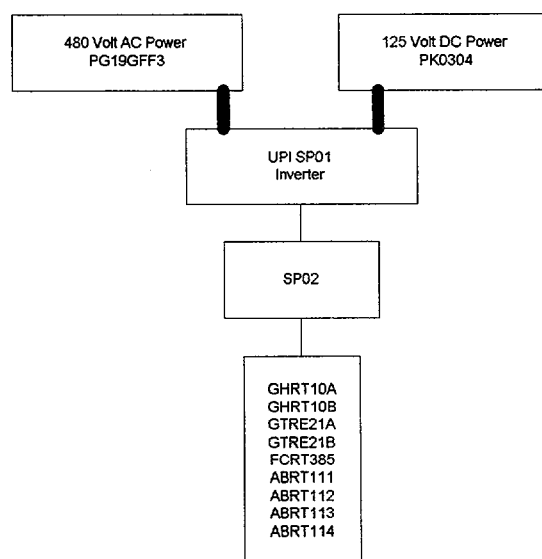 480 Volt AC Power
PG19GFF3
125 Volt DC Power
PK0304
UPI SP01
Inverter
SP02
GHRT10A
GHRT10B
GTRE21A
GTRE21B
FCRT385
ABRT111
ABRT112
ABRT113
ABRT114